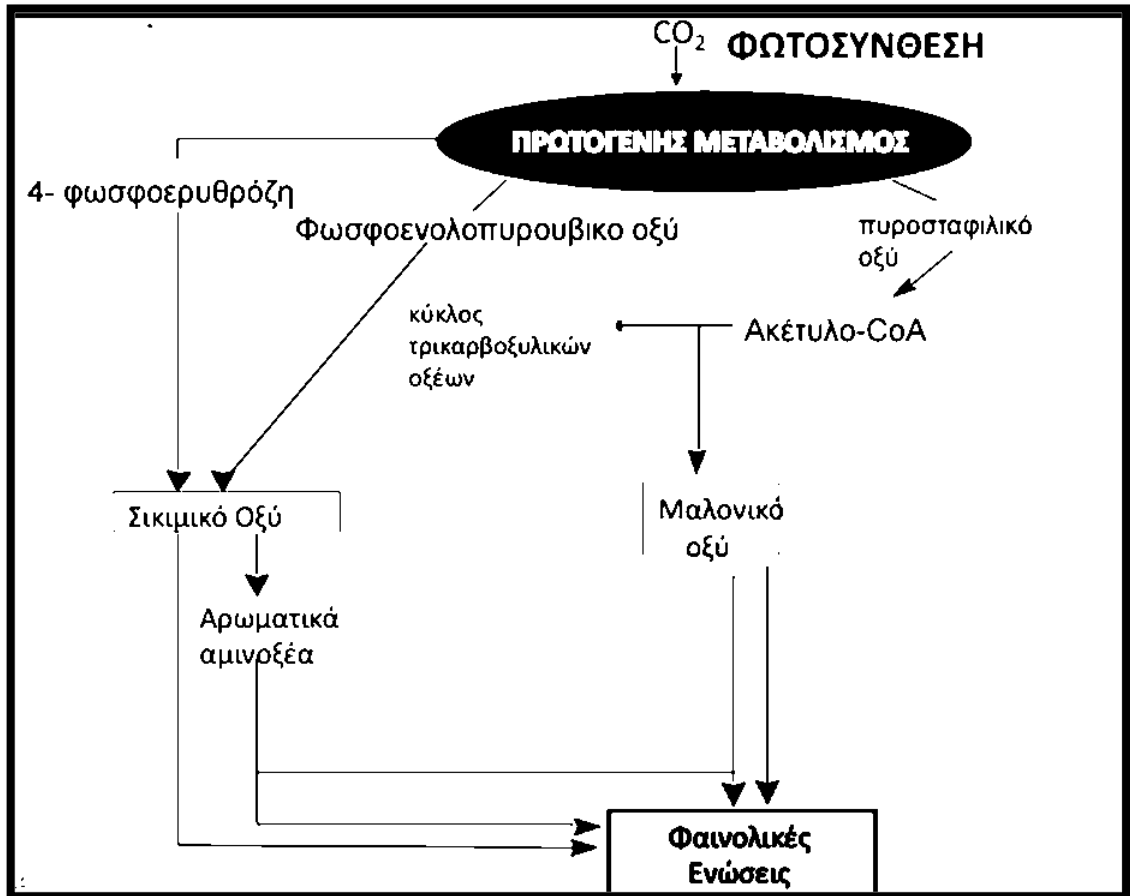 CO₂ ΦΩΤΟΣΥΝΘΕΣΗ
ΠΡΩΤΟΓΕΝΗΣ ΜΕΤΑΒΟΛΙΣΜΟΣ
4- φωσφοερυθρόζη
Φωσφοενολοπυρουβικο οξύ
πυροσταφιλικό
οξύ
κύκλος
τρικαρβοξυλικών
οξέων
Ακέτυλο-CoA
Σικιμικό Οξύ
Μαλονικό
οξύ
Αρωματικά
αμινοξέα
Φαινολικές
Ενώσεις